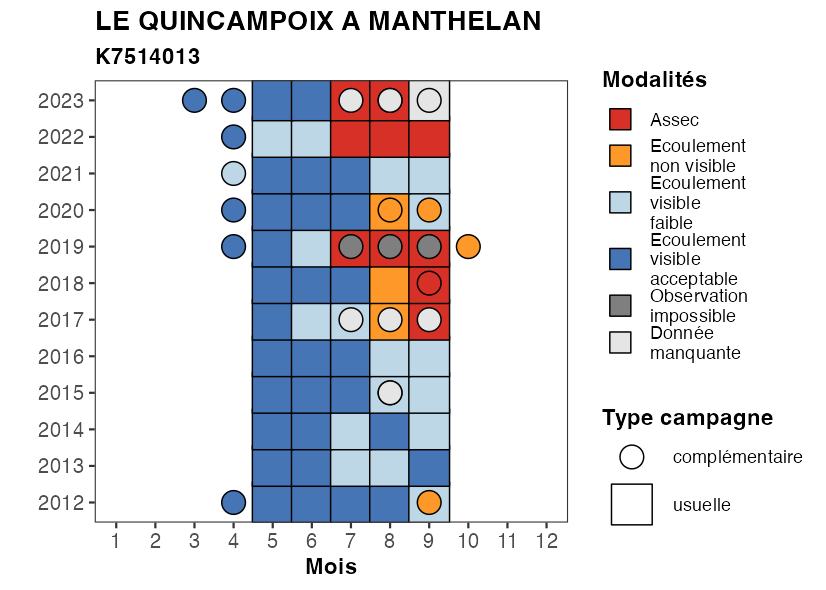 LE QUINCAMPOIX A MANTHELAN
K7514013
2023
2022
2021
2020
2019
2018
2017
2016
2015
2014
2013
2012
1 2 3 4 5 6 7 8 9 10 11 12
Mois
Modalités
Assec
Ecoulement
non visible
Ecoulement
visible
faible
Ecoulement
visible
acceptable
Observation
impossible
Donnée
manquante
Type campagne
complémentaire
usuelle